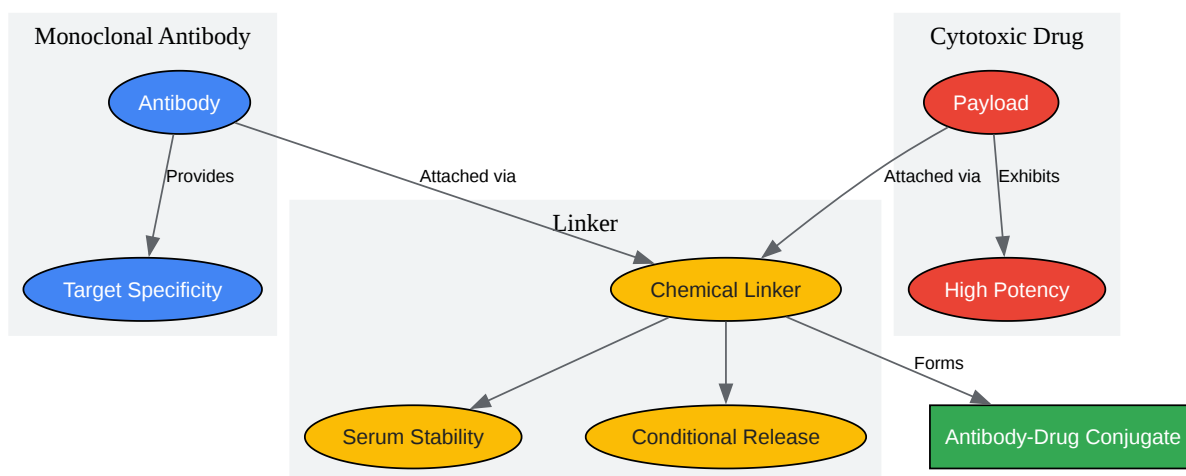 Monoclonal Antibody
Cytotoxic Drug
Antibody
Payload
Provides
Attached via
Attached via
Exhibits
Linker
Target Specificity
Chemical Linker
High Potency
Forms
Serum Stability
Conditional Release
Antibody-Drug Conjugate